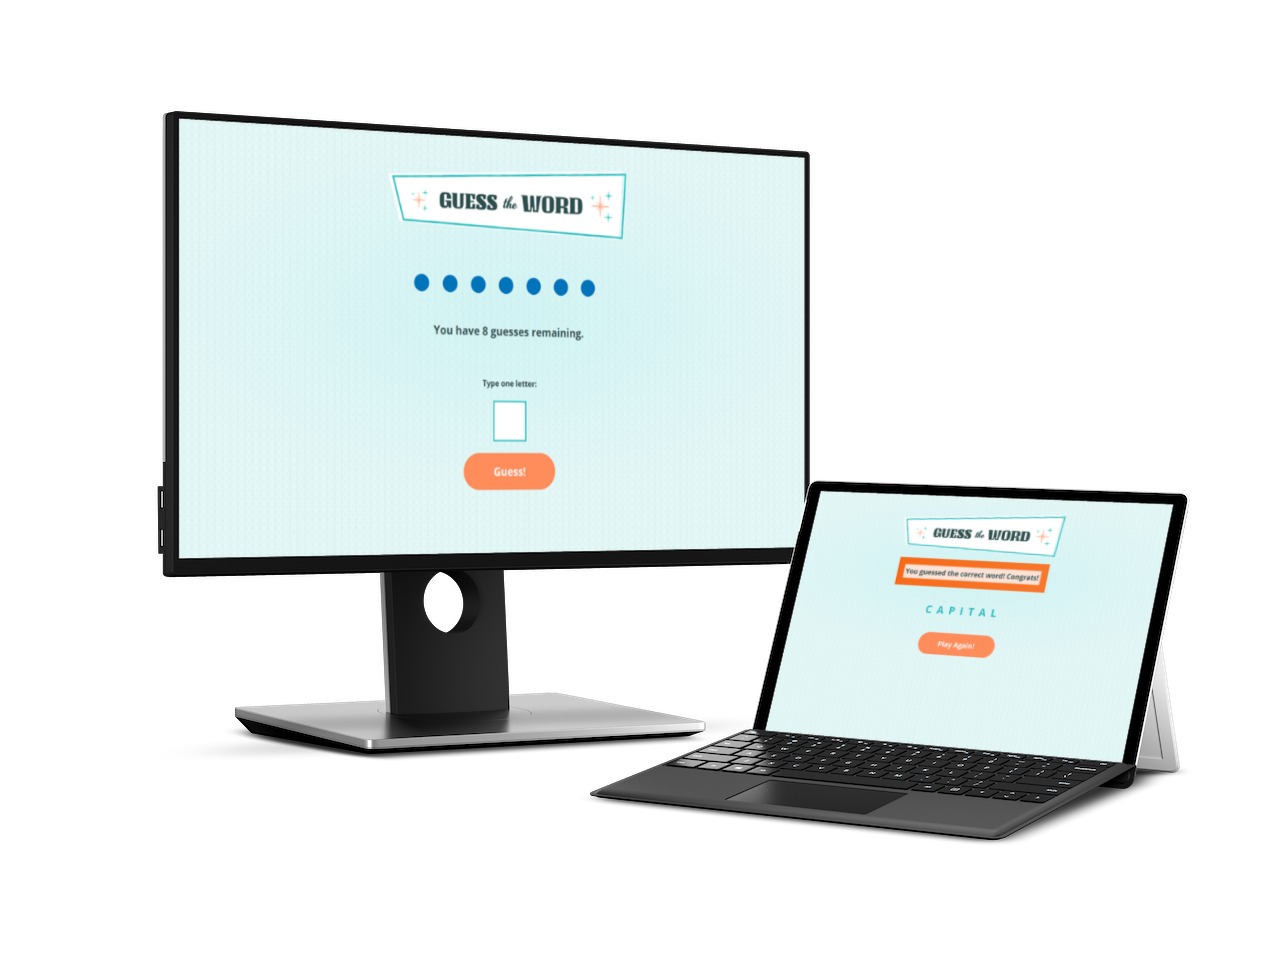 GUESS the WORD
You have 8 guesses remaining.
Type one letter:
Guess!
GUESS the WORD
You guessed the correct word! Congrats!
CAPITAL
Play Again!